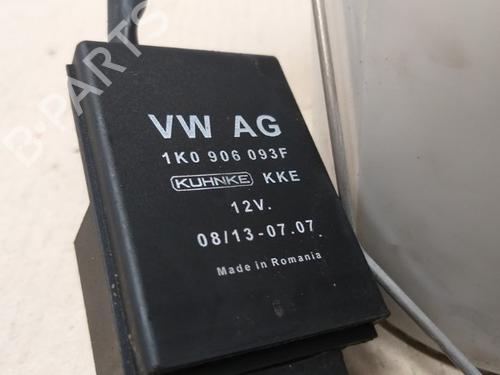 VW AG
1K0 906 093F
KUHNKE KKE
12V.
08/13-07.07.
Made in Romania
B-PARTS